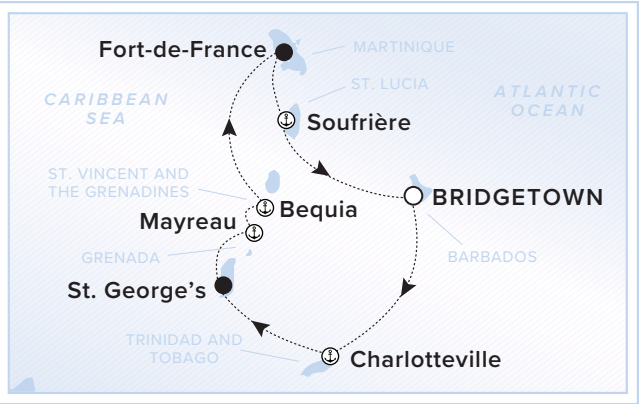 Fort-de-France
MARTINIQUE
ST. LUCIA
CARIBBEAN
SEA
ATLANTIC
OCEAN
Soufrière
ST. VINCENT AND
THE GRENADINES
BRIDGETOWN
Bequia
Mayreau
GRENADA
BARBADOS
St. George's
TRINIDAD AND
TOBAGO
Charlotteville